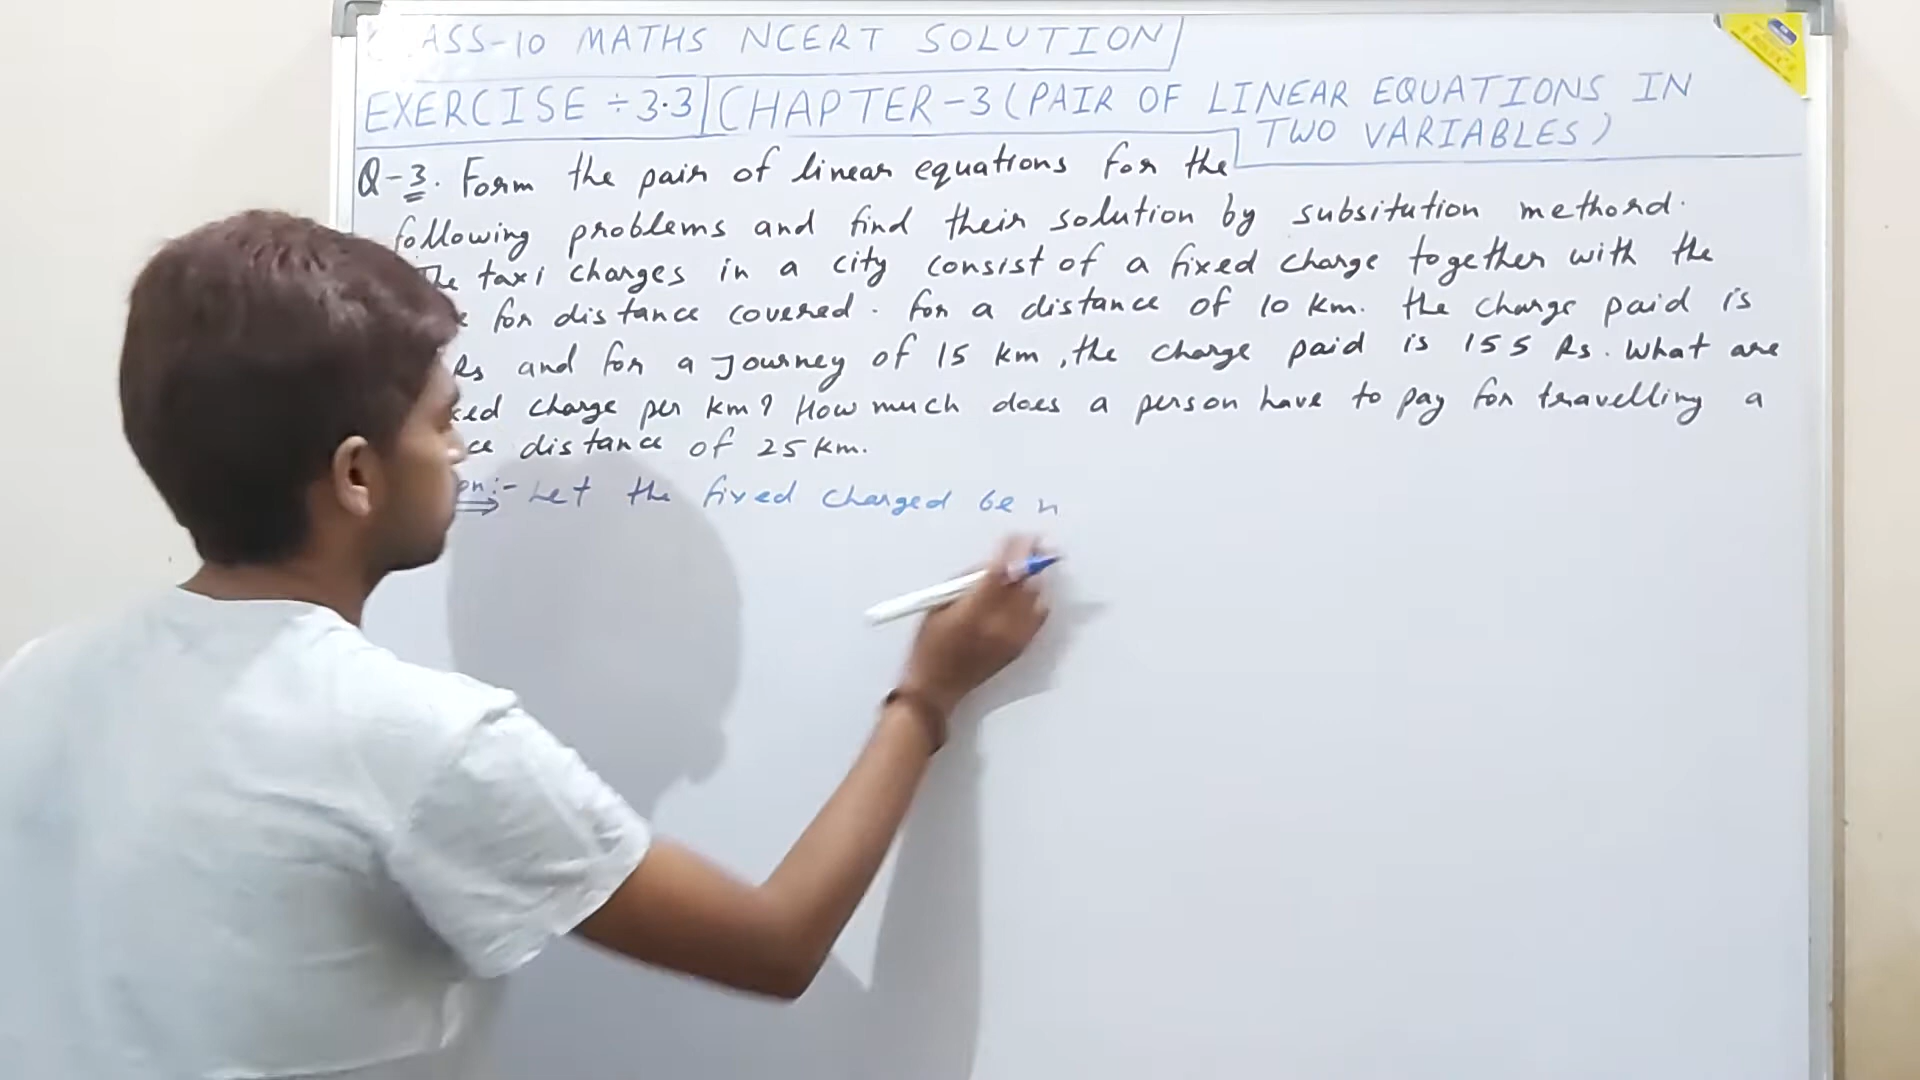 ASS-10 MATHS NCERT SOLUTION
EXERCISE ÷ 3.3 CHAPTER-3 (PAIR OF LINEAR EQUATIONS IN
TWO VARIABLES)
Q-3. Form the pair of linear equations for the
following problems and find their solution by subsitution methord.
The taxi charges in a city consist of a fixed charge together with the
for distance covered. for a distance of 10 km. the charge paid is
Rs and for a Journey of 15 km, the charge paid is 155 Rs. What are
charge per km? How much does a person have to pay for travelling a
distance of 25 km.
:- Let the fixed charged be